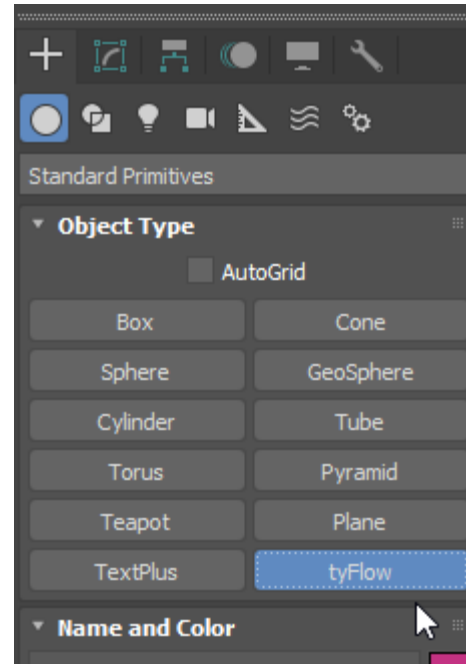 Standard Primitives
Object Type
AutoGrid
Box Cone
Sphere GeoSphere
Cylinder Tube
Torus Pyramid
Teapot Plane
TextPlus tyFlow
Name and Color